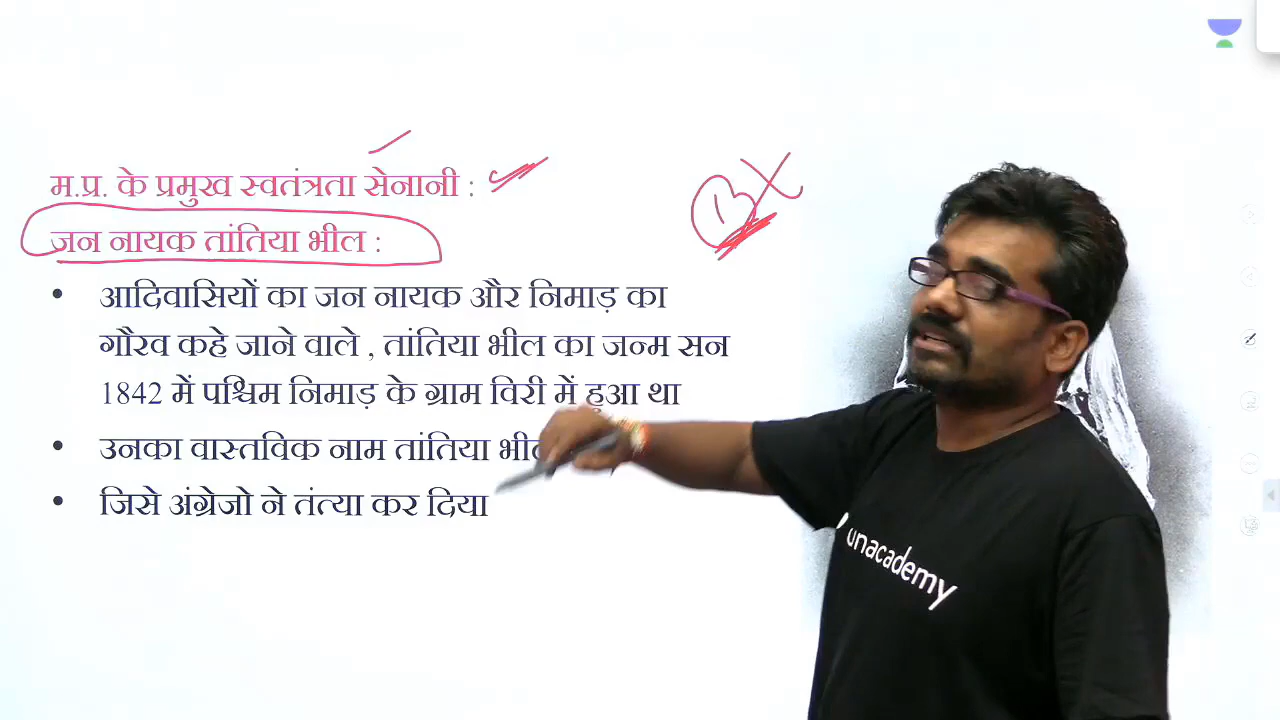 म.प्र. के प्रमुख स्वतंत्रता सेनानी :
जन नायक तांतिया भील :
• आदिवासियों का जन नायक और निमाड़ का
गौरव कहे जाने वाले , तांतिया भील का जन्म सन
1842 में पश्चिम निमाड़ के ग्राम विरी में हुआ था
• उनका वास्तविक नाम तांतिया
• जिसे अंग्रेजो ने तंत्या कर दिया
unacademy